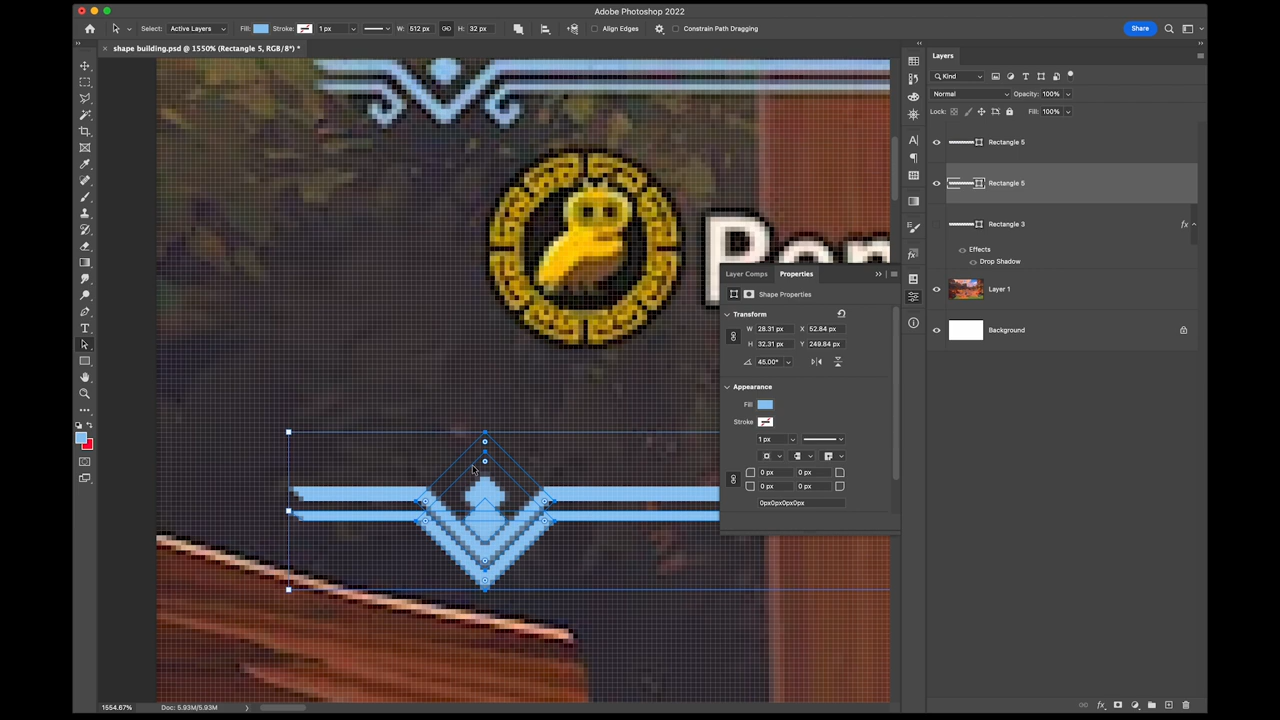 Adobe Photoshop 2022
Select: Active Layers Fill: Stroke: 1 px W: 512 px H: 32 px Align Edges Constrain Path Dragging Share
shape building.psd @ 1550% (Rectangle 5, RGB/8*) *
Layers
Kind
Normal Opacity: 100%
Lock: Fill: 100%
Rectangle 5
Rectangle 5
Rectangle 3 fx
Effects
Drop Shadow
Layer 1
Background
Layer Comps Properties
Shape Properties
Transform
W 28.31 px X 52.84 px
H 32.31 px Y 249.84 px
45.00°
Appearance
Fill
Stroke
1 px
0 px 0 px
0 px 0 px
0px0px0px0px
1554.67% Doc: 5.93M/5.93M